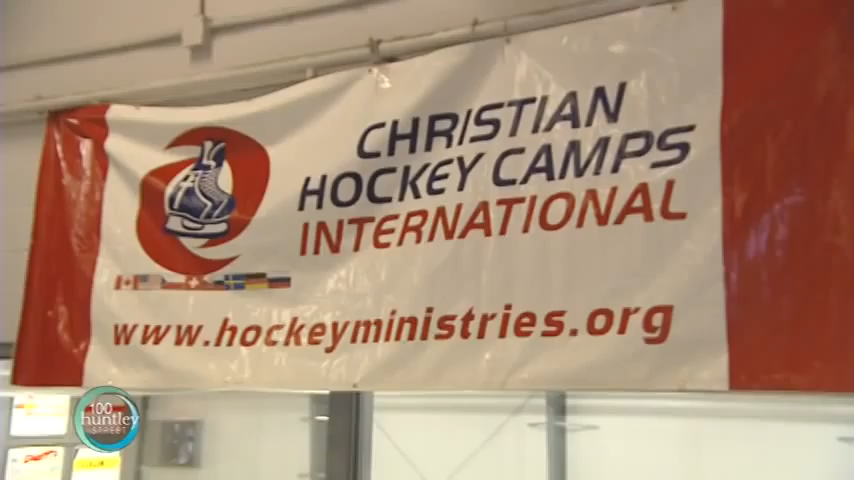 CHRISTIAN
HOCKEY CAMPS
INTERNATIONAL
www.hockeyministries.org
100
huntley
STREET